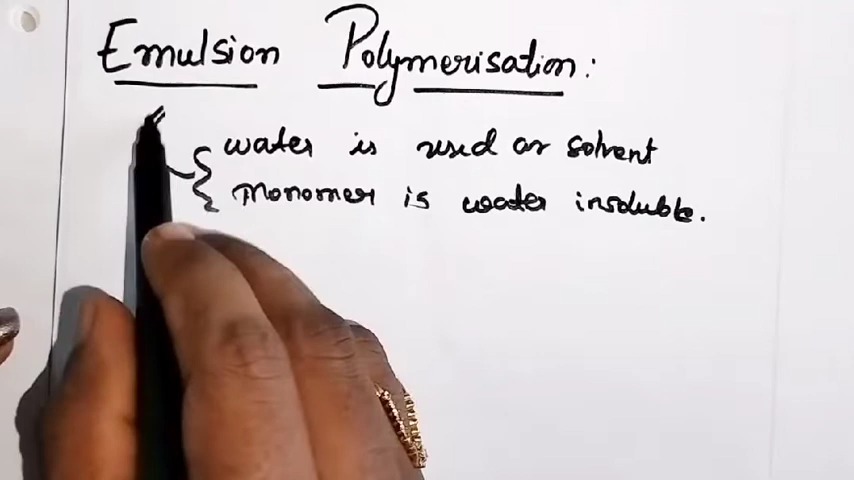 Emulsion Polymerisation:
water is used as solvent
Monomer is water insoluble.